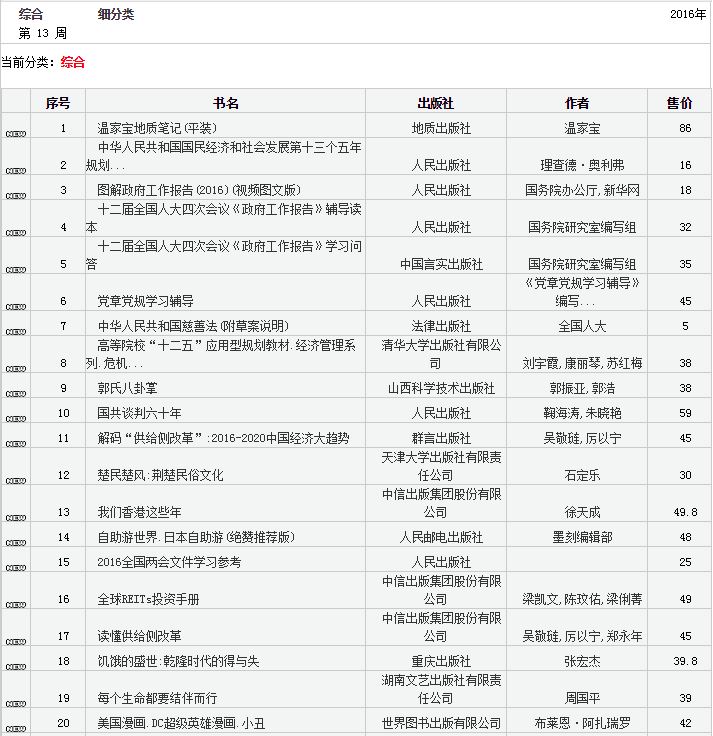 综合 细分类 2016年
第 13 周
当前分类：综合
序号 书名 出版社 作者 售价
NEW 1 温家宝地质笔记(平装) 地质出版社 温家宝 86
中华人民共和国国民经济和社会发展第十三个五年
NEW 2 规划... 人民出版社 理查德·奥利弗 16
NEW 3 图解政府工作报告(2016)(视频图文版) 人民出版社 国务院办公厅,新华网 18
十二届全国人大四次会议《政府工作报告》辅导读
NEW 4 本 人民出版社 国务院研究室编写组 32
十二届全国人大四次会议《政府工作报告》学习问
NEW 5 答 中国言实出版社 国务院研究室编写组 35
《党章党规学习辅导》
NEW 6 党章党规学习辅导 人民出版社 编写... 45
NEW 7 中华人民共和国慈善法(附草案说明) 法律出版社 全国人大 5
高等院校“十二五”应用型规划教材.经济管理系 清华大学出版社有限公
NEW 8 列.危机... 司 刘宇霞,康丽琴,苏红梅 38
NEW 9 郭氏八卦掌 山西科学技术出版社 郭振亚,郭浩 38
NEW 10 国共谈判六十年 人民出版社 鞠海涛,朱晓艳 59
NEW 11 解码“供给侧改革”:2016-2020中国经济大趋势 群言出版社 吴敬琏,厉以宁 45
天津大学出版社有限责
NEW 12 楚民楚风:荆楚民俗文化 任公司 石定乐 30
中信出版集团股份有限
NEW 13 我们香港这些年 公司 徐天成 49.8
NEW 14 自助游世界.日本自助游(绝赞推荐版) 人民邮电出版社 墨刻编辑部 48
NEW 15 2016全国两会文件学习参考 人民出版社 25
中信出版集团股份有限
NEW 16 全球REITs投资手册 公司 梁凯文,陈玟佑,梁俐菁 49
中信出版集团股份有限
NEW 17 读懂供给侧改革 公司 吴敬琏,厉以宁,郑永年 45
NEW 18 饥饿的盛世:乾隆时代的得与失 重庆出版社 张宏杰 39.8
湖南文艺出版社有限责
NEW 19 每个生命都要结伴而行 任公司 周国平 39
NEW 20 美国漫画.DC超级英雄漫画.小丑 世界图书出版有限公司 布莱恩·阿扎瑞罗 42